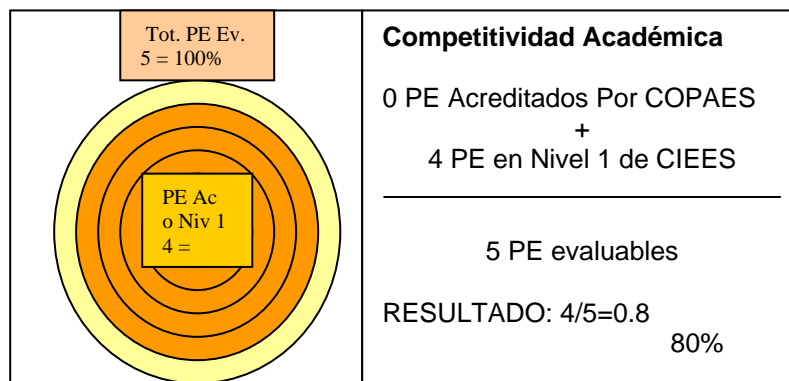 Tot. PE Ev.
5 = 100%
PE Ac
o Niv 1
4 =
Competitividad Académica
0 PE Acreditados Por COPAES
+
4 PE en Nivel 1 de CIEES
5 PE evaluables
RESULTADO: 4/5=0.8
80%